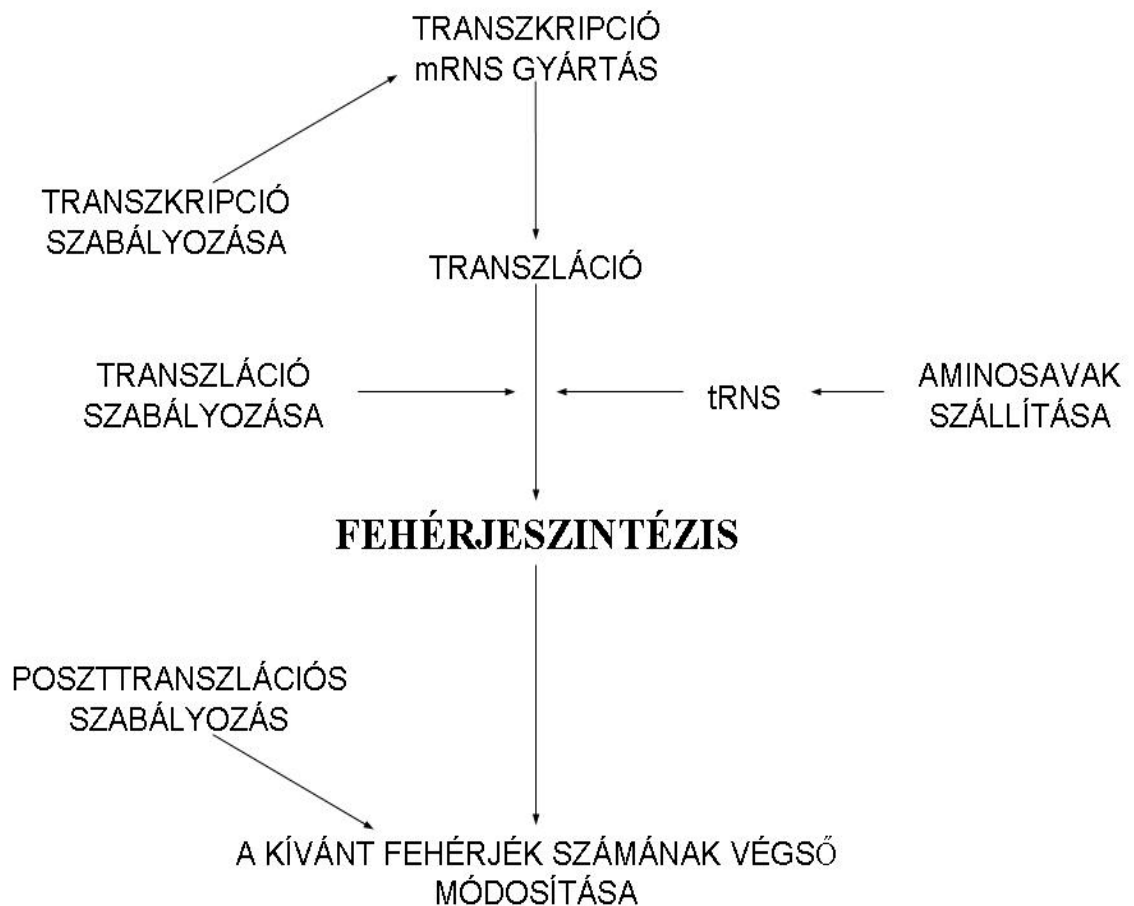 TRANSZKRIPCIÓ
mRNS GYÁRTÁS
TRANSZKRIPCIÓ
SZABÁLYOZÁSA
TRANSZLÁCIÓ
TRANSZLÁCIÓ
SZABÁLYOZÁSA
tRNS
AMINOSAVAK
SZÁLLÍTÁSA
FEHÉRJESZINTÉZIS
POSZTTRANSZLÁCIÓS
SZABÁLYOZÁS
A KÍVÁNT FEHÉRJÉK SZÁMÁNAK VÉGSŐ
MÓDOSÍTÁSA